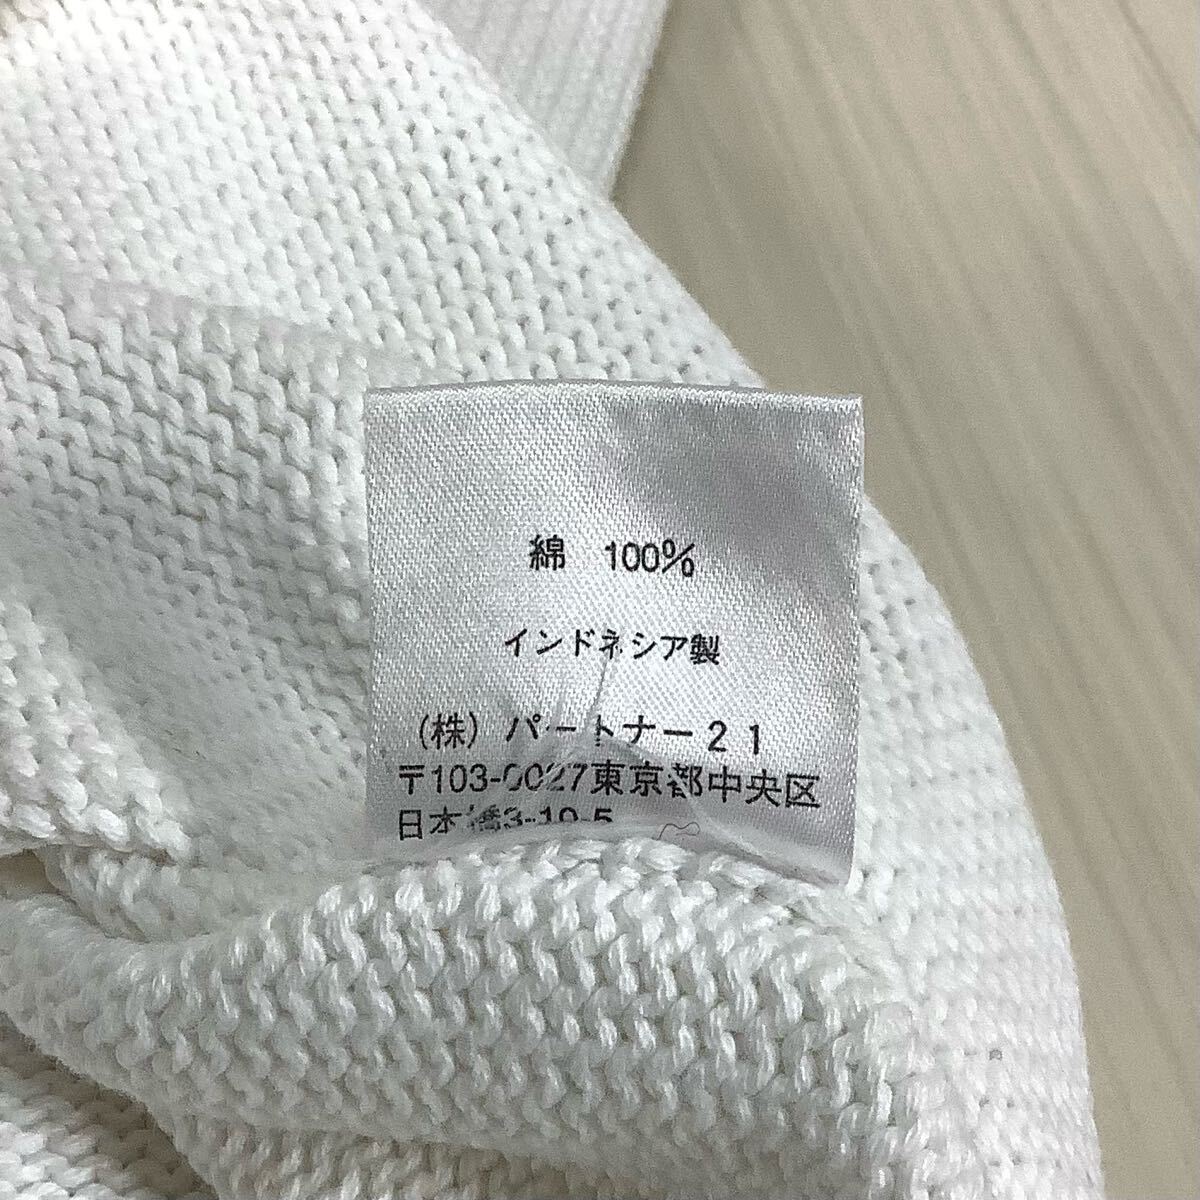 綿 100%
インドネシア製
(株) パートナー21
〒103-0027東京都中央区
日本橋3-10-5